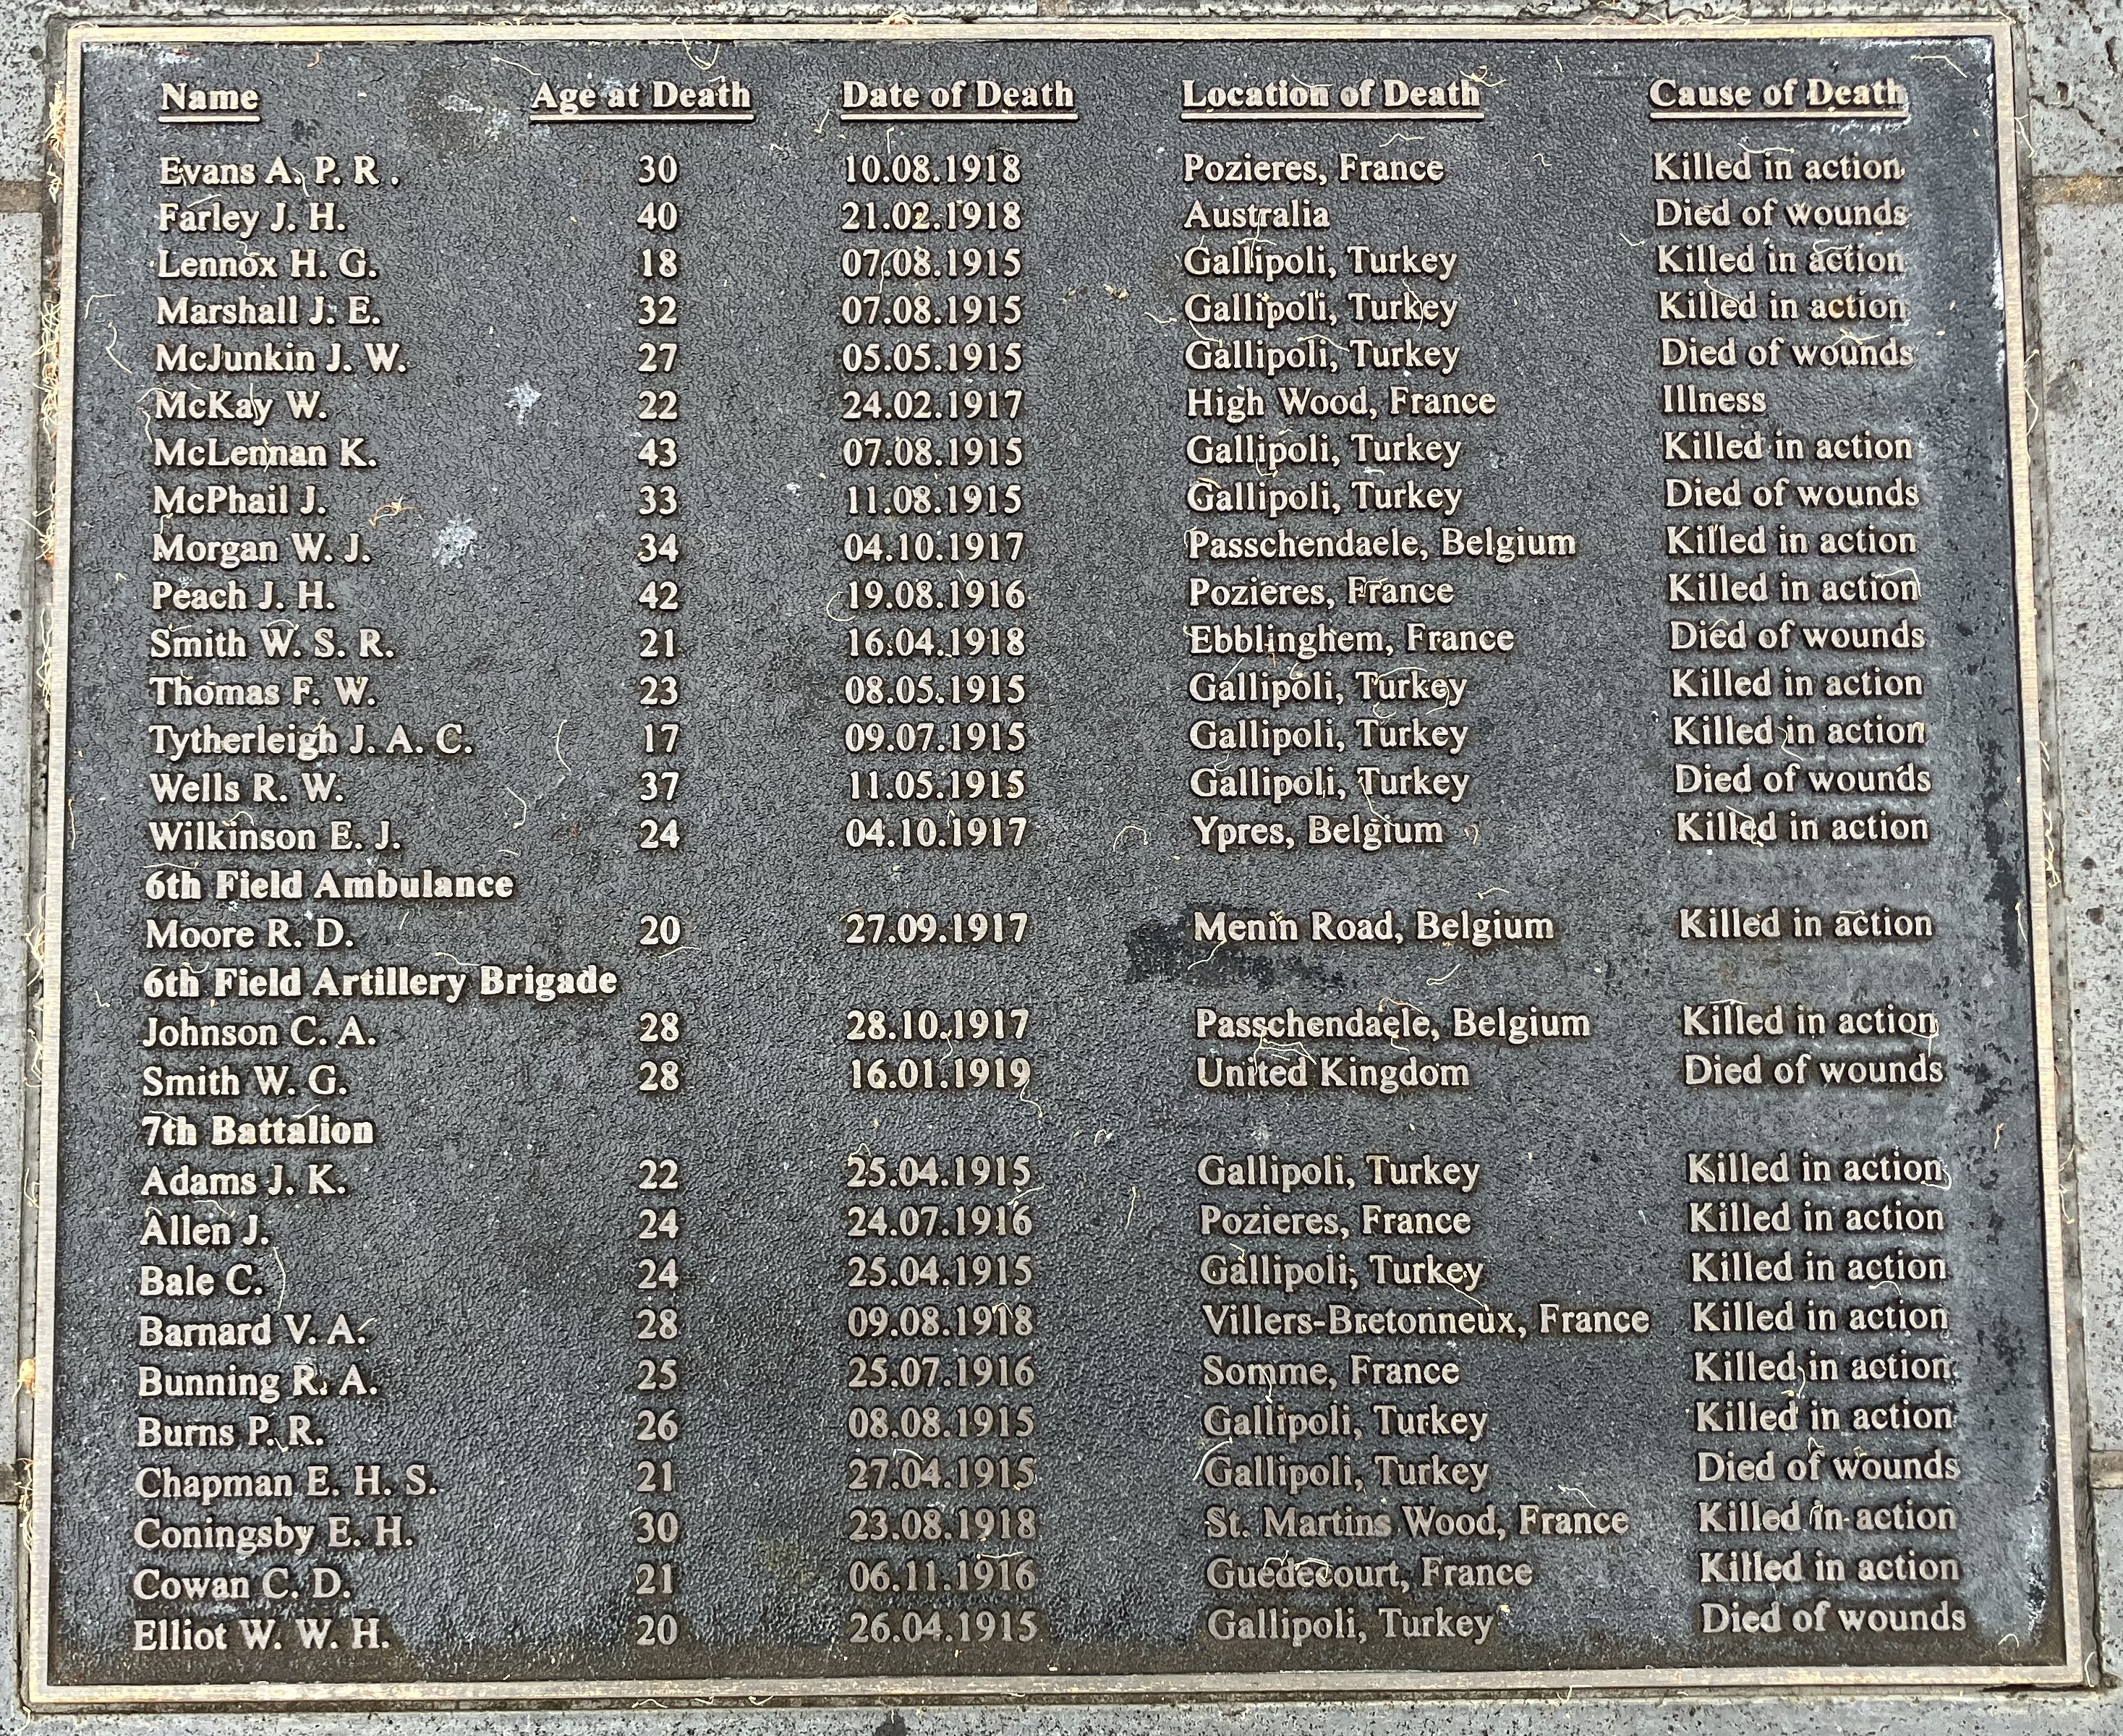 Name Age at Death Date of Death Location of Death Cause of Death
Evans A. P. R . 30 10.08.1918 Pozieres, France Killed in action
Farley J. H. 40 21.02.1918 Australia Died of wounds
Lennox H. G. 18 07.08.1915 Gallipoli, Turkey Killed in action
Marshall J. E. 32 07.08.1915 Gallipoli, Turkey Killed in action
McJunkin J. W. 27 05.05.1915 Gallipoli, Turkey Died of wounds
McKay W. 22 24.02.1917 High Wood, France Illness
McLennan K. 43 07.08.1915 Gallipoli, Turkey Killed in action
McPhail J. 33 11.08.1915 Gallipoli, Turkey Died of wounds
Morgan W. J. 34 04.10.1917 Passchendaele, Belgium Killed in action
Peach J. H. 42 19.08.1916 Pozieres, France Killed in action
Smith W. S. R. 21 16.04.1918 Ebblinghem, France Died of wounds
Thomas F. W. 23 08.05.1915 Gallipoli, Turkey Killed in action
Tytherleigh J. A. C. 17 09.07.1915 Gallipoli, Turkey Killed in action
Wells R. W. 37 11.05.1915 Gallipoli, Turkey Died of wounds
Wilkinson E. J. 24 04.10.1917 Ypres, Belgium Killed in action
6th Field Ambulance
Moore R. D. 20 27.09.1917 Menin Road, Belgium Killed in action
6th Field Artillery Brigade
Johnson C. A. 28 28.10.1917 Passchendaele, Belgium Killed in action
Smith W. G. 28 16.01.1919 United Kingdom Died of wounds
7th Battalion
Adams J. K. 22 25.04.1915 Gallipoli, Turkey Killed in action
Allen J. 24 24.07.1916 Pozieres, France Killed in action
Bale C. 24 25.04.1915 Gallipoli, Turkey Killed in action
Barnard V. A. 28 09.08.1918 Villers-Bretonneux, France Killed in action
Bunning R. A. 25 25.07.1916 Somme, France Killed in action
Burns P. R. 26 08.08.1915 Gallipoli, Turkey Killed in action
Chapman E. H. S. 21 27.04.1915 Gallipoli, Turkey Died of wounds
Coningsby E. H. 30 23.08.1918 St. Martins Wood, France Killed in action
Cowan C. D. 21 06.11.1916 Guedecourt, France Killed in action
Elliot W. W. H. 20 26.04.1915 Gallipoli, Turkey Died of wounds